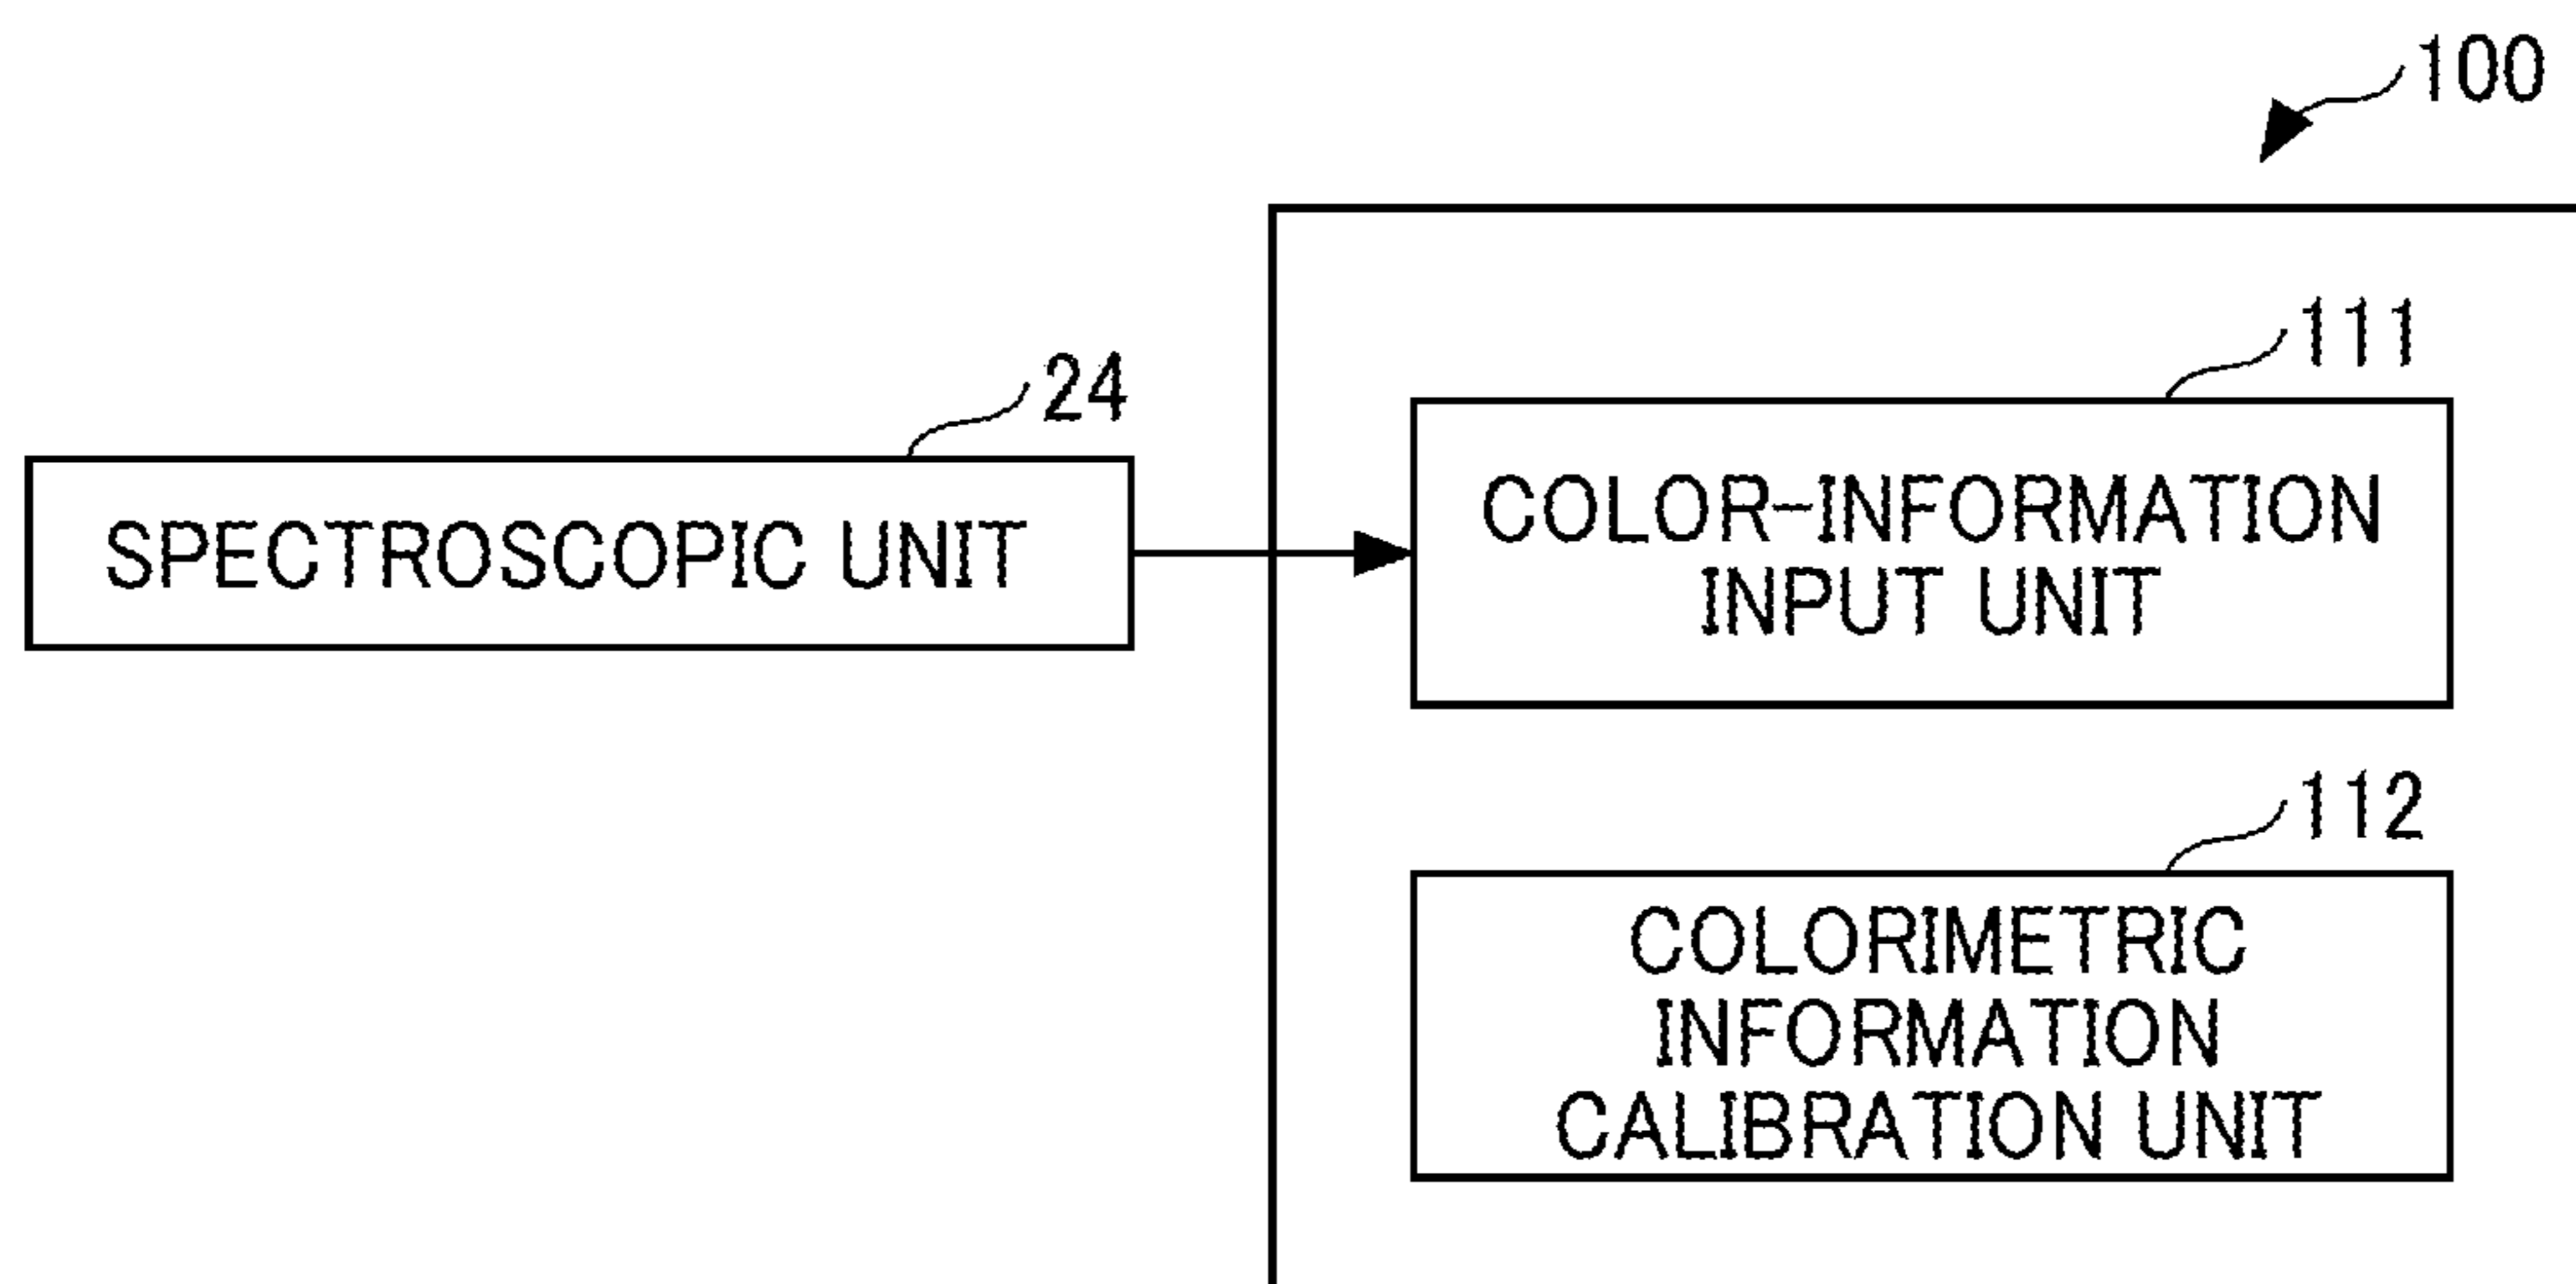 100
111
24
SPECTROSCOPIC UNIT
COLOR-INFORMATION
INPUT UNIT
112
COLORIMETRIC
INFORMATION
CALIBRATION UNIT